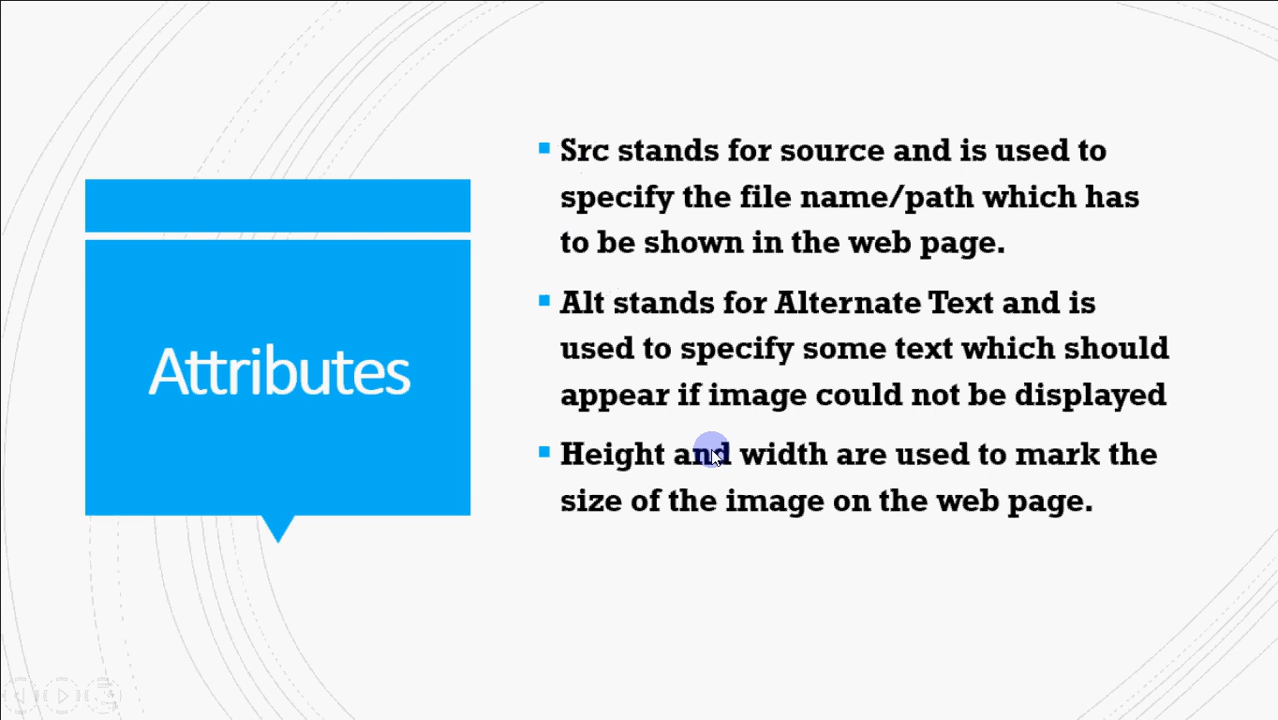 Attributes
Src stands for source and is used to
specify the file name/path which has
to be shown in the web page.
Alt stands for Alternate Text and is
used to specify some text which should
appear if image could not be displayed
Height and width are used to mark the
size of the image on the web page.